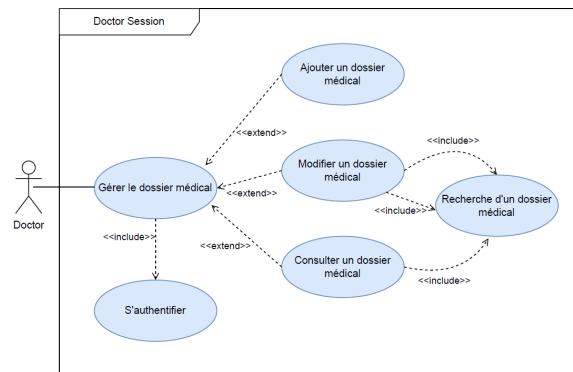 Doctor Session
Ajouter un dossier
médical
<<extend>>
<<include>>
Modifier un dossier
médical
Gérer le dossier médical
<<extend>>
Recherche d'un dossier
médical
<<include>>
Doctor
<<include>>
<<extend>>
Consulter un dossier
médical
<<include>>
S'authentifier